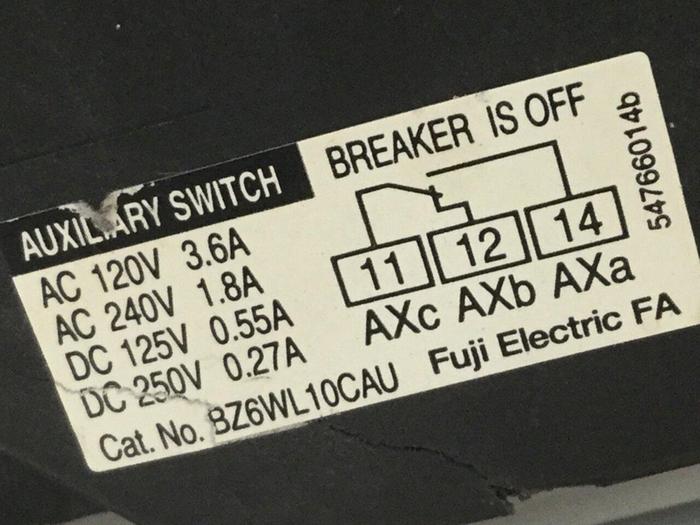 AUXILIARY SWITCH
AC 120V 3.6A
AC 240V 1.8A
DC 125V 0.55A
DC 250V 0.27A
Cat. No. BZ6WL10CAU
BREAKER IS OFF
11 12 14
AXc AXb AXa
Fuji Electric FA
54766014b